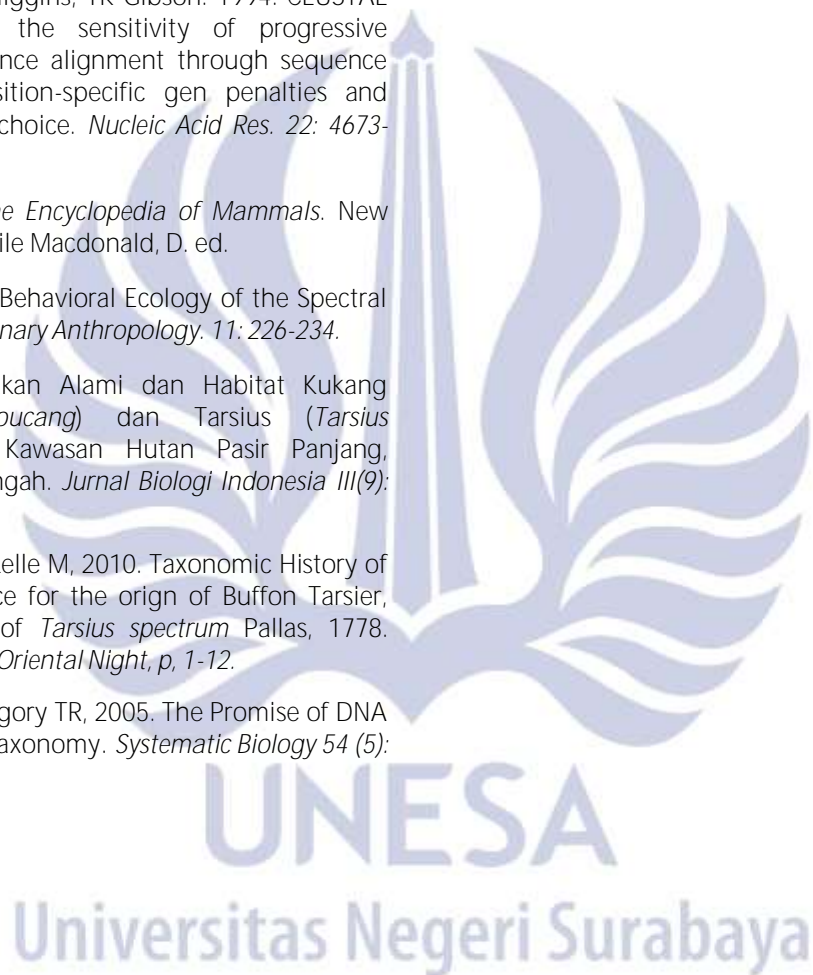 iggins, TK Gibson. 1994. CLUSTAL
the sensitivity of progressive
nce alignment through sequence
sition-specific gen penalties and
choice. Nucleic Acid Res. 22: 4673-
e Encyclopedia of Mammals. New
ile Macdonald, D. ed.
Behavioral Ecology of the Spectral
nary Anthropology. 11: 226-234.
kan Alami dan Habitat Kukang
oucang) dan Tarsius (Tarsius
Kawasan Hutan Pasir Panjang,
ngah. Jurnal Biologi Indonesia III(9):
elle M, 2010. Taxonomic History of
ce for the orign of Buffon Tarsier,
of Tarsius spectrum Pallas, 1778.
Oriental Night, p, 1-12.
gory TR, 2005. The Promise of DNA
axonomy. Systematic Biology 54 (5):
UNESA
Universitas Negeri Surabaya